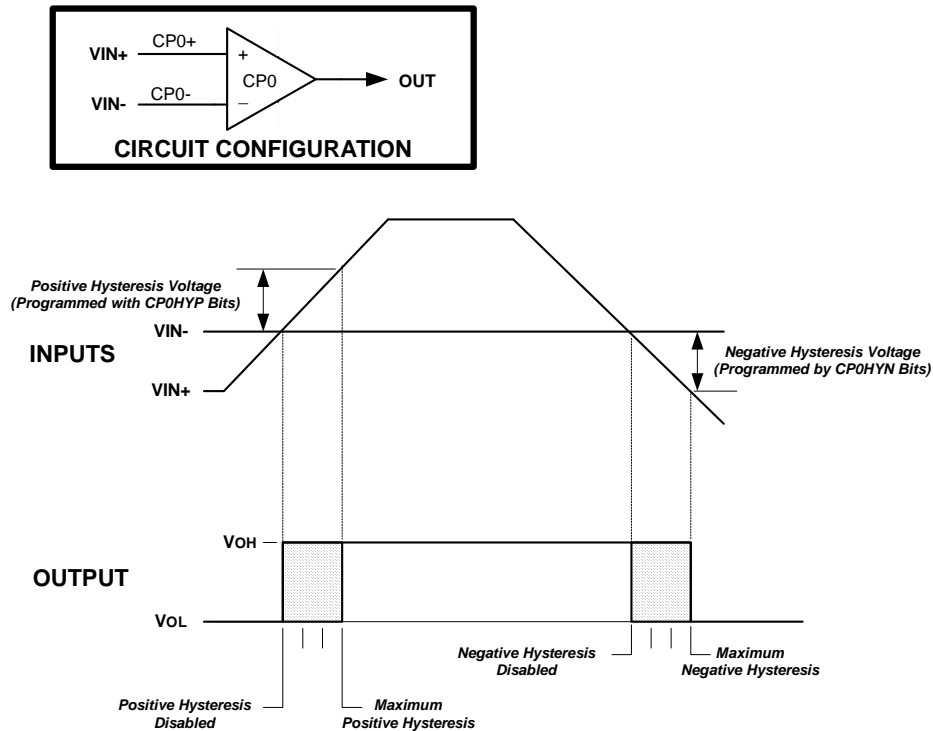 VIN+
CP0+
+
CP0
OUT
VIN-
CP0-
_
CIRCUIT CONFIGURATION
Positive Hysteresis Voltage
(Programmed with CP0HYP Bits)
VIN-
INPUTS
Negative Hysteresis Voltage
(Programmed by CP0HYN Bits)
VIN+
VOH
OUTPUT
VOL
Negative Hysteresis
Disabled
Maximum
Negative Hysteresis
Positive Hysteresis
Disabled
Maximum
Positive Hysteresis